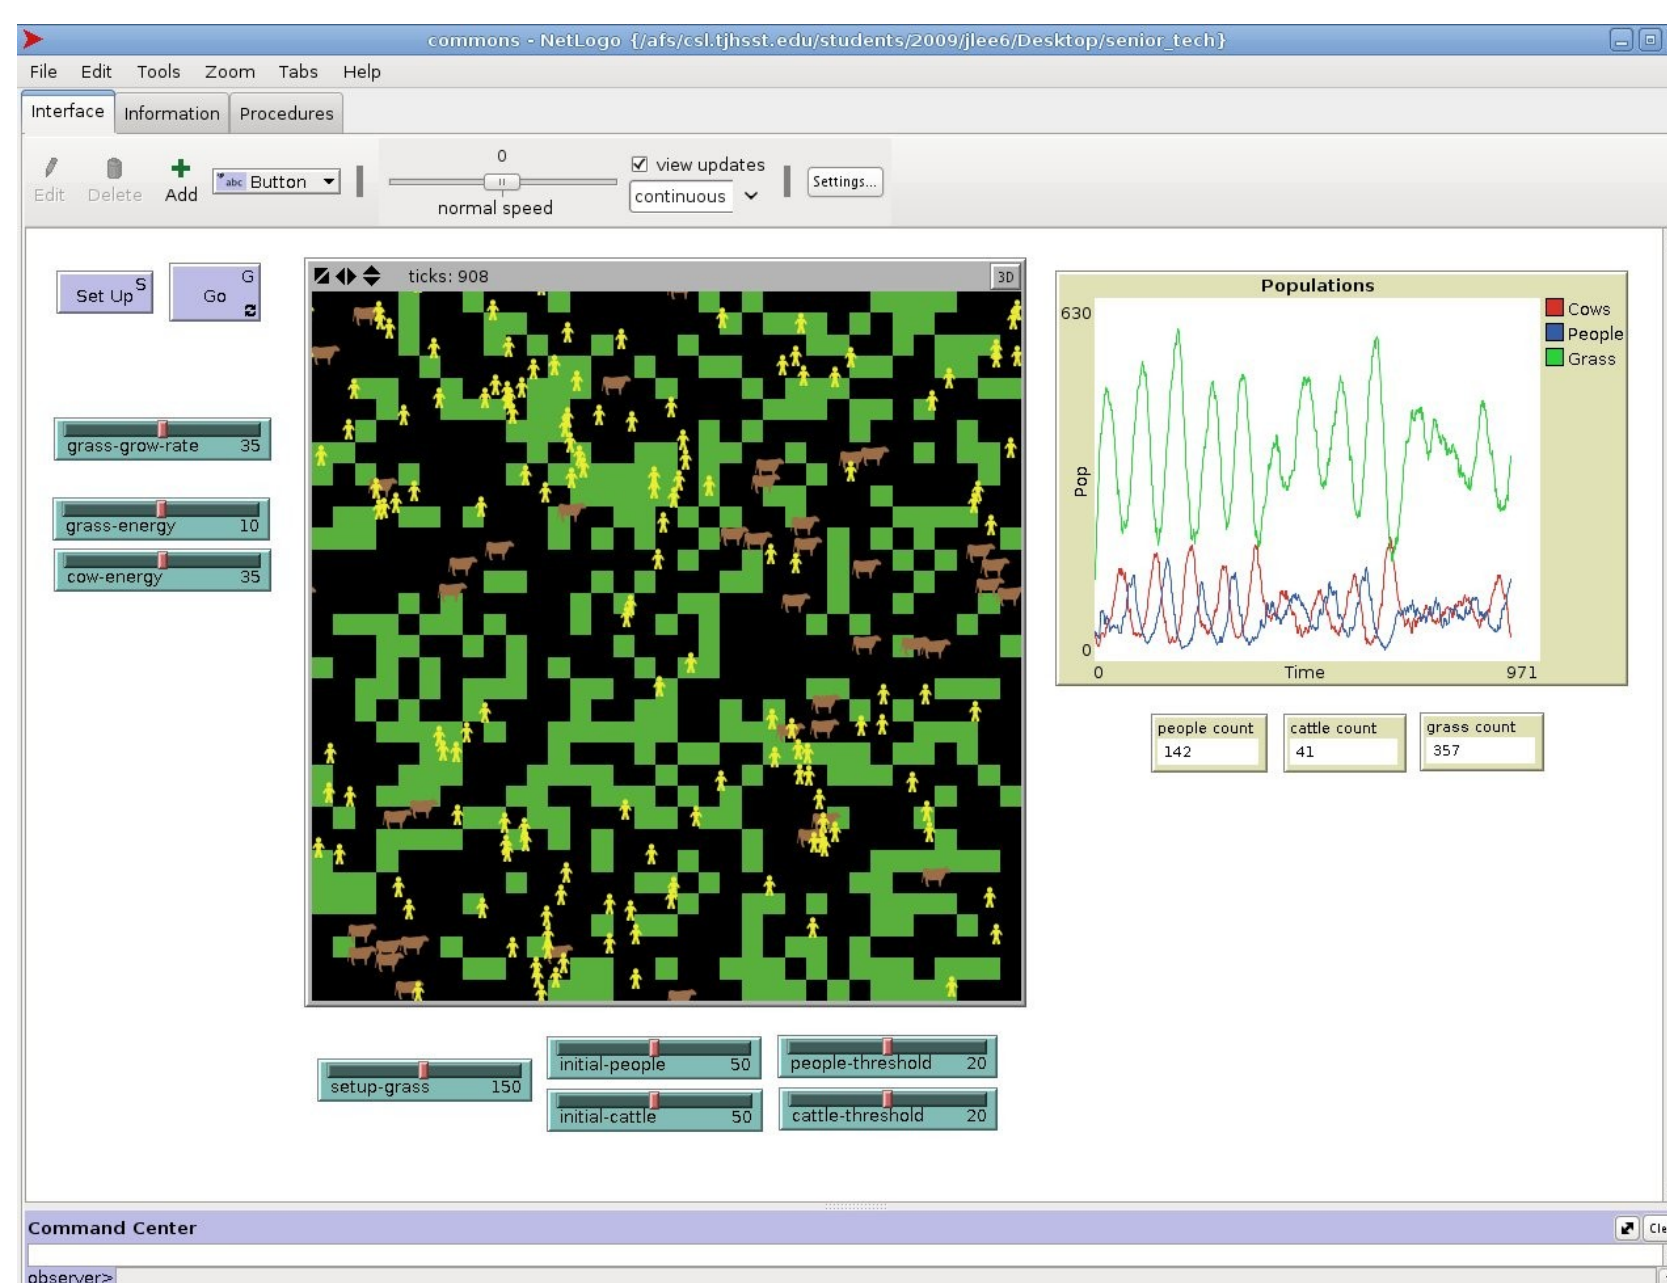 commons - NetLogo {/afs/csl.tjhsst.edu/students/2009/jlee6/Desktop/senior_tech}
File Edit Tools Zoom Tabs Help
Interface Information Procedures
Edit Delete Add abc Button
0
normal speed
view updates
continuous
Settings...
Set Up S
Go G
grass-grow-rate 35
grass-energy 10
cow-energy 35
ticks: 908
3D
Populations
630
Pop
0
0 Time 971
Cows
People
Grass
people count
142
cattle count
41
grass count
357
setup-grass 150
initial-people 50
people-threshold 20
initial-cattle 50
cattle-threshold 20
Command Center
Cle
observer>